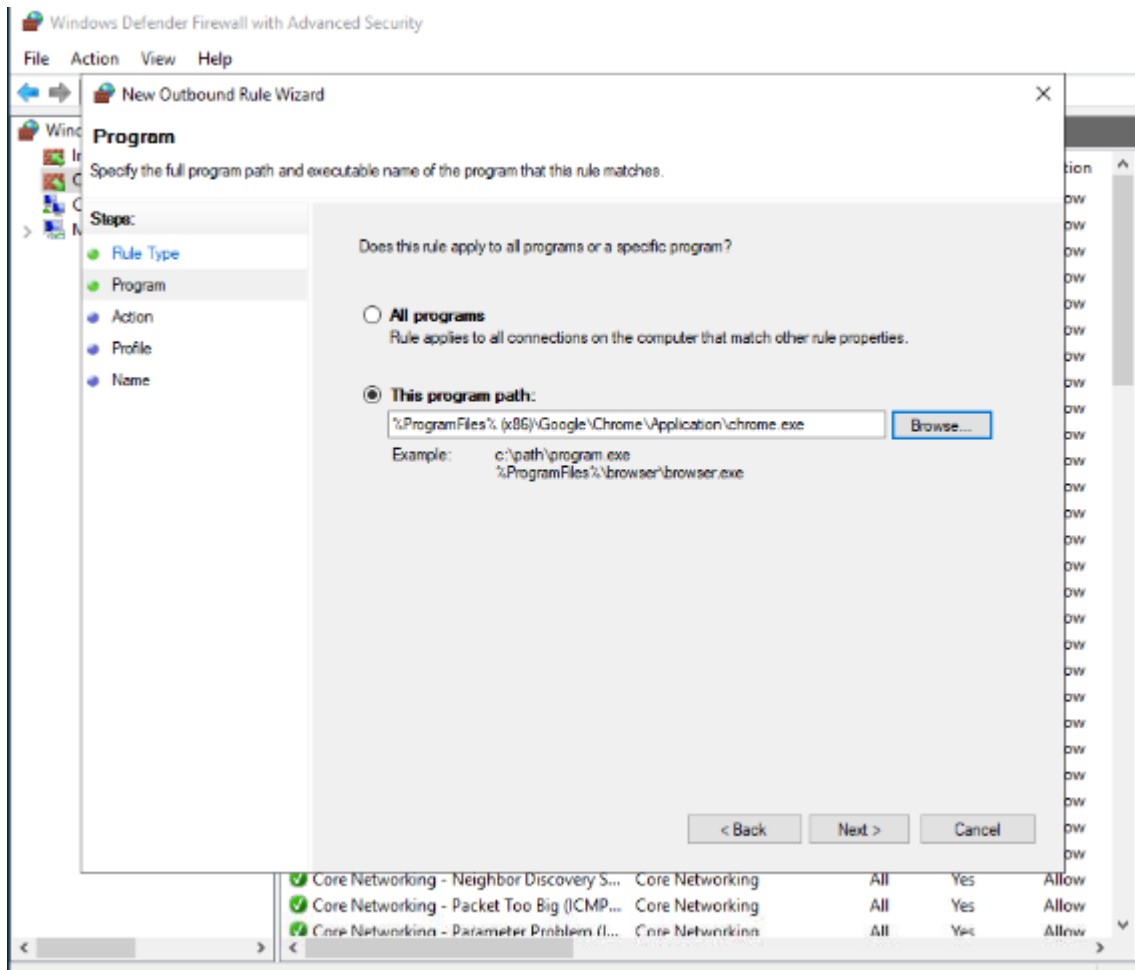 Windows Defender Firewall with Advanced Security
File Action View Help
New Outbound Rule Wizard
Wind
Program
Specify the full program path and executable name of the program that this rule matches.
Steps:
Rule Type
Program
Action
Profile
Name
Does this rule apply to all programs or a specific program?
All programs
Rule applies to all connections on the computer that match other rule properties.
This program path:
%ProgramFiles% (x86)\Google\Chrome\Application\chrome.exe Browse...
Example: c:\path\program.exe
%ProgramFiles%\browser\browser.exe
< Back Next > Cancel
Core Networking - Neighbor Discovery S... Core Networking All Yes Allow
Core Networking - Packet Too Big (ICMP... Core Networking All Yes Allow
Core Networking - Parameter Problem (I... Core Networking All Yes Allow